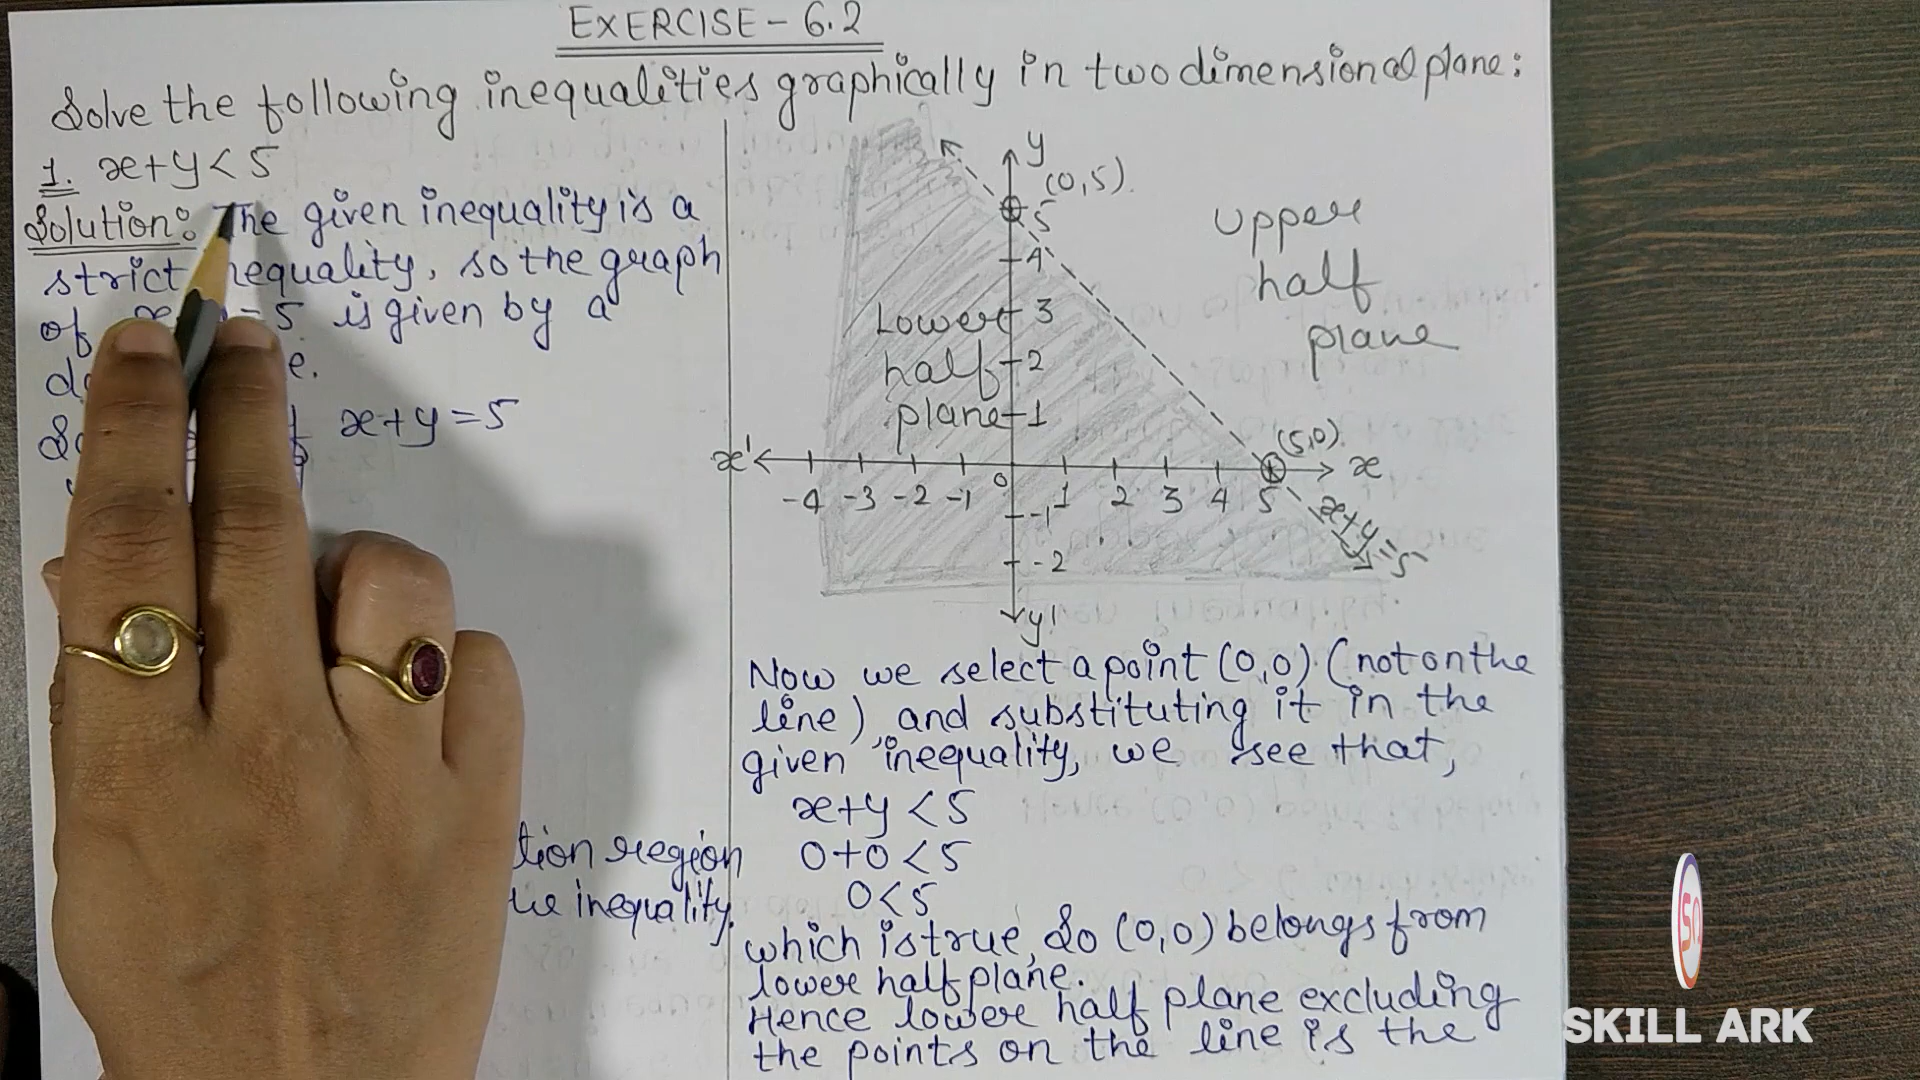 EXERCISE - 6.2
Solve the following inequalities graphically in two dimensional plane:
1. x+y<5
Solution: The given inequality is a
strict inequality, so the graph
of = 5 is given by a
x+y=5
tion region
inequality.
y
(0,5).
5
4
3
2
1
Lower
half
plane
upper
half
plane
(5,0).
x'
x
-4 -3 -2 -1 0 1 2 3 4 5
-1
-2
x+y=5
y'
Now we select a point (0,0) (not on the
line), and substituting it in the
given inequality, we see that,
x+y<5
0+0<5
0<5
which is true, So (0,0) belongs from
lower half plane.
Hence lower half plane excluding
the points on the line is the
SKILL ARK